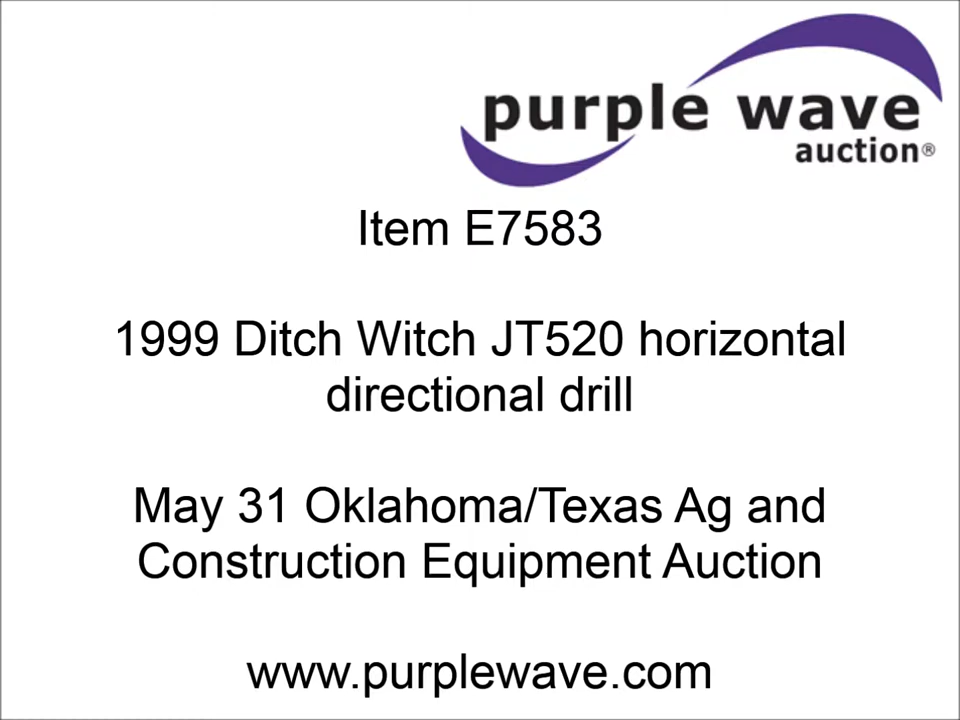 purple wave
auction®
Item E7583
1999 Ditch Witch JT520 horizontal
directional drill
May 31 Oklahoma/Texas Ag and
Construction Equipment Auction
www.purplewave.com